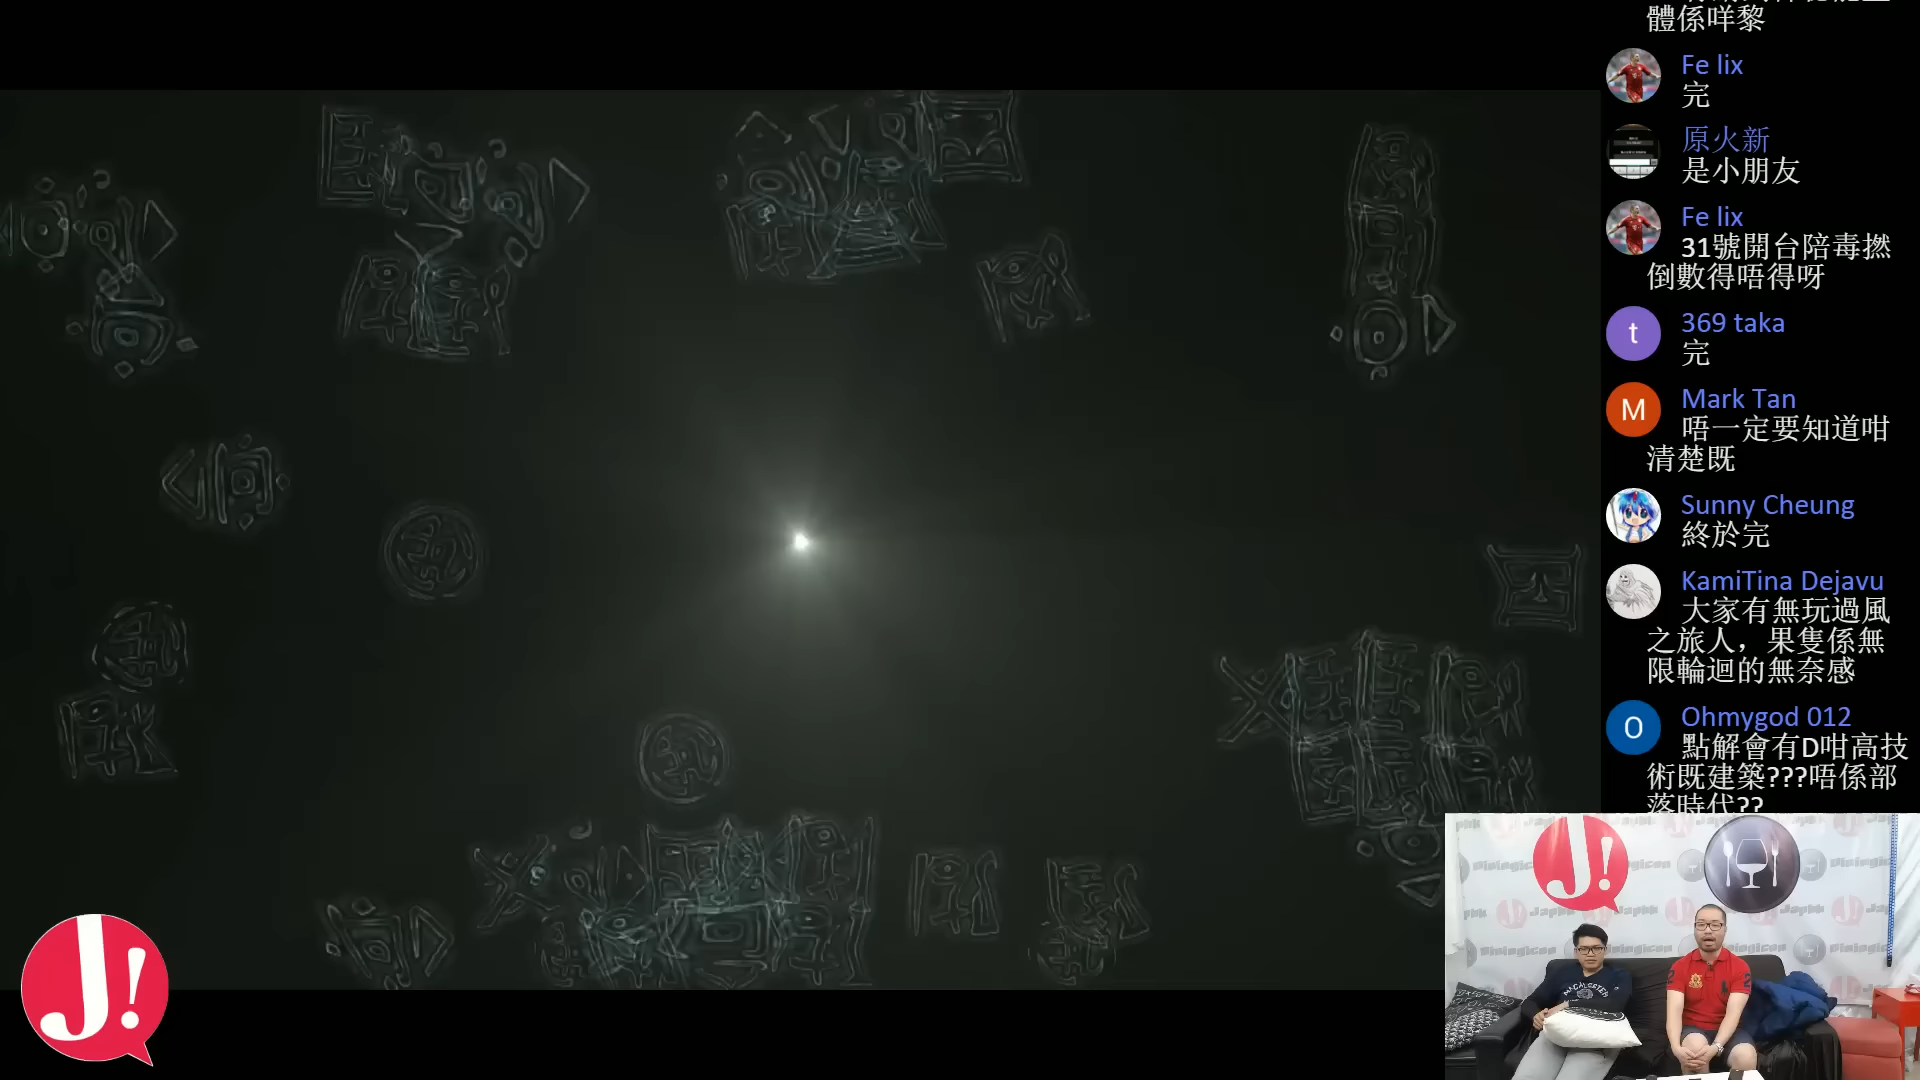 體係咩黎
Fe lix
完
原火新
是小朋友
Fe lix
31號開台陪毒撚
倒數得唔得呀
t
369 taka
完
M
Mark Tan
唔一定要知道咁
清楚既
Sunny Cheung
終於完
KamiTina Dejavu
大家有無玩過風
之旅人，果隻係無
限輪迴的無奈感
O
Ohmygod 012
點解會有D咁高技
術既建築???唔係部
落時代??
J!
J!